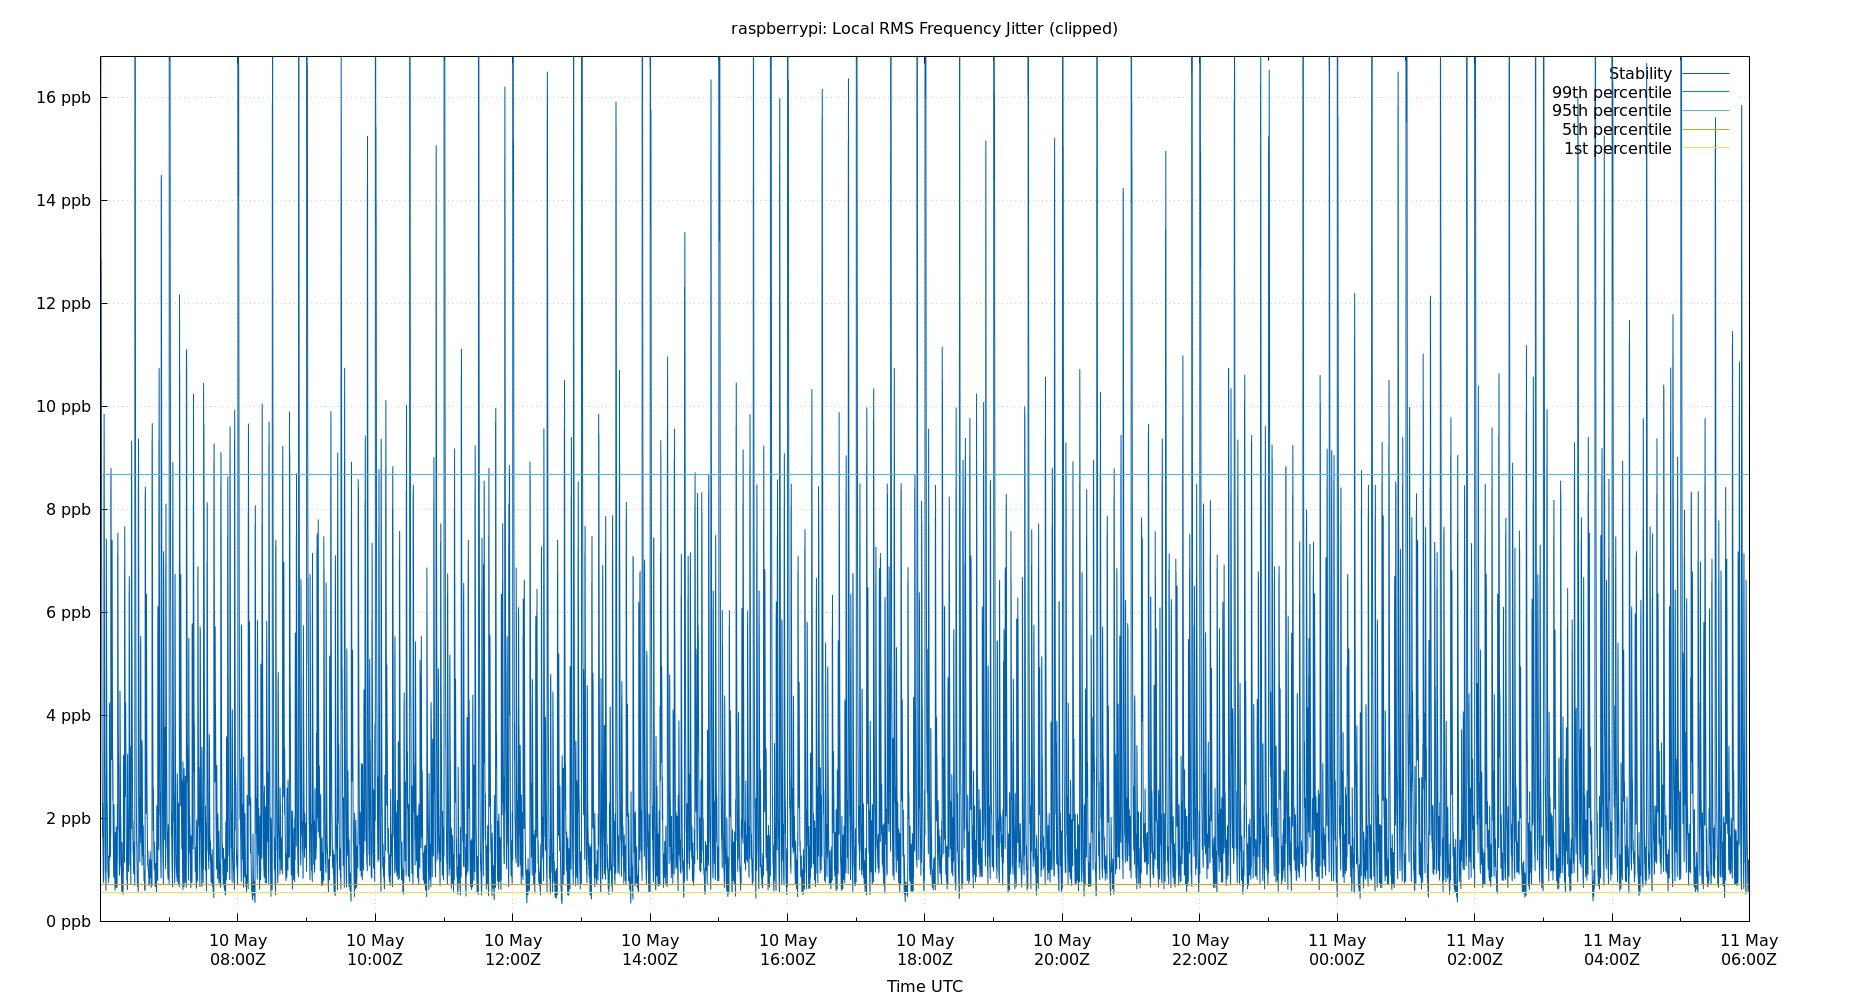 raspberrypi: Local RMS Frequency Jitter (clipped)
Stability
99th percentile
95th percentile
5th percentile
1st percentile
16 ppb
14 ppb
12 ppb
10 ppb
8 ppb
6 ppb
4 ppb
2 ppb
0 ppb
10 May 10 May 10 May 10 May 10 May 10 May 10 May 10 May 11 May 11 May 11 May 11 May
08:00Z 10:00Z 12:00Z 14:00Z 16:00Z 18:00Z 20:00Z 22:00Z 00:00Z 02:00Z 04:00Z 06:00Z
Time UTC